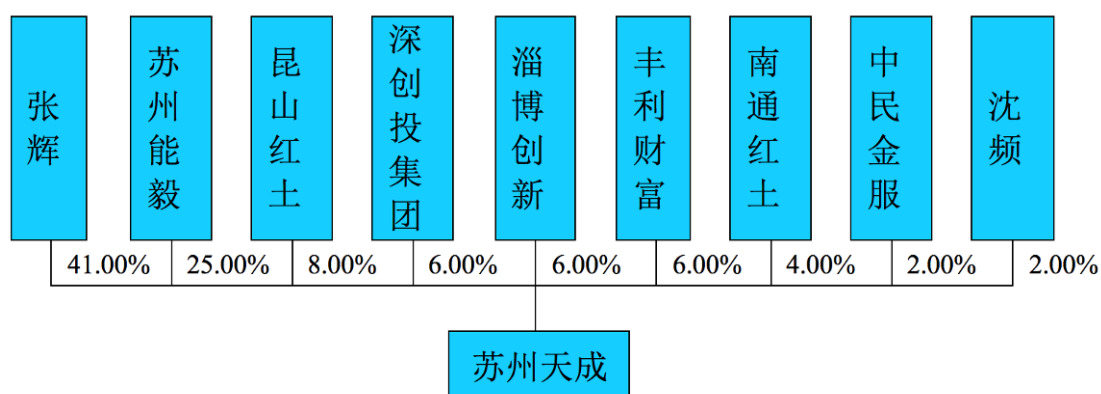 张辉
苏州能毅
昆山红土
深创投集团
淄博创新
丰利财富
南通红土
中民金服
沈频
41.00%
25.00%
8.00%
6.00%
6.00%
6.00%
4.00%
2.00%
2.00%
苏州天成